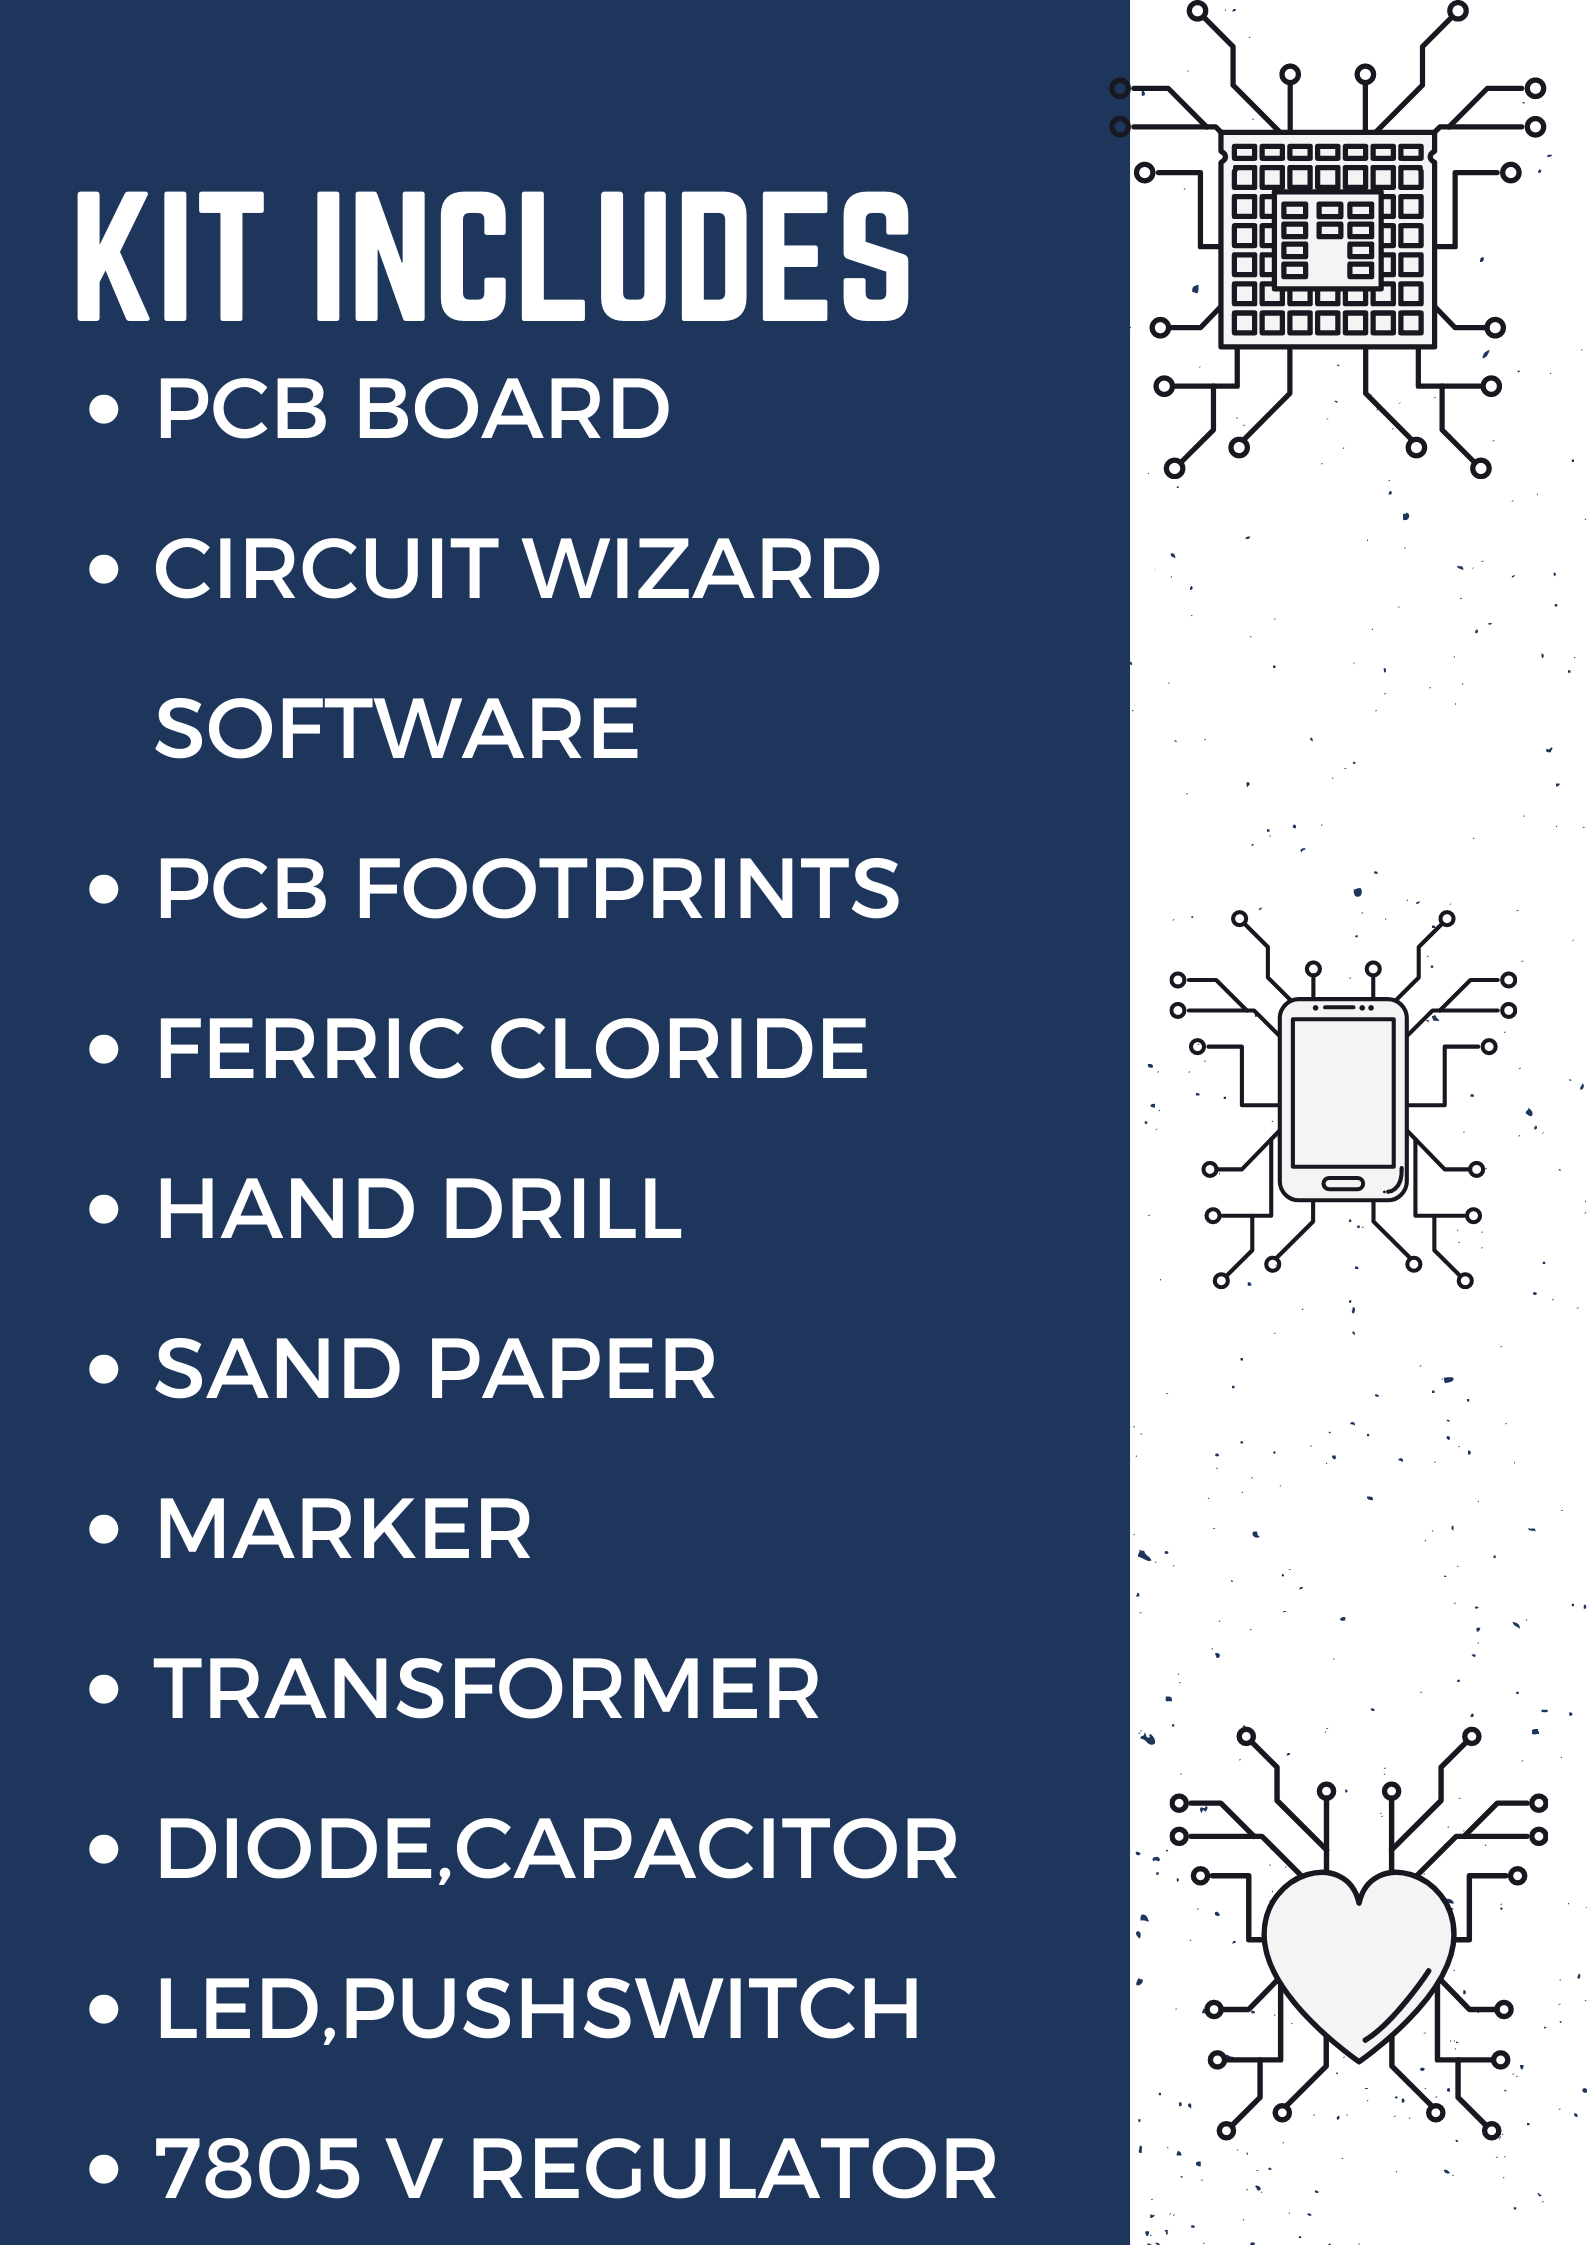 KIT INCLUDES
• PCB BOARD
• CIRCUIT WIZARD
SOFTWARE
• PCB FOOTPRINTS
• FERRIC CLORIDE
• HAND DRILL
• SAND PAPER
• MARKER
• TRANSFORMER
• DIODE,CAPACITOR
• LED,PUSHSWITCH
• 7805 V REGULATOR